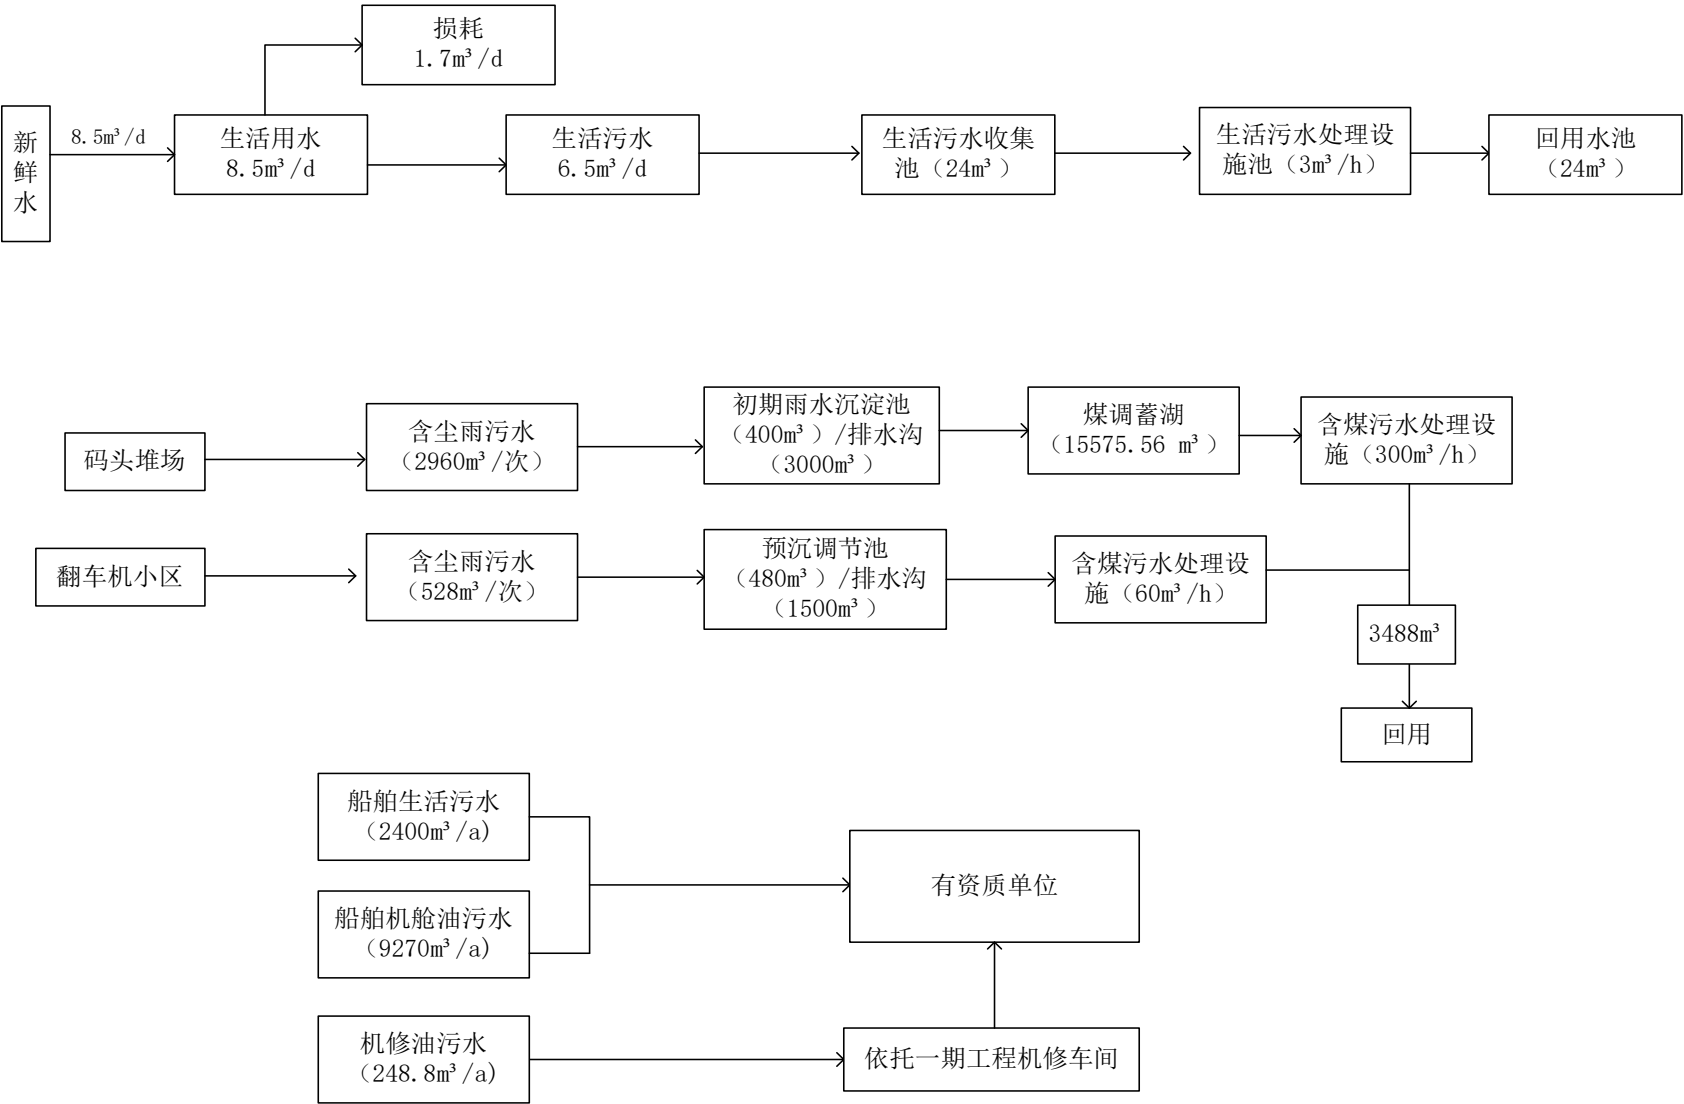 损耗
1.7m³/d
新
鲜
水
8.5m³/d
生活用水
8.5m³/d
生活污水
6.5m³/d
生活污水收集
池（24m³）
生活污水处理设
施池（3m³/h）
回用水池
（24m³）
码头堆场
含尘雨污水
（2960m³/次）
初期雨水沉淀池
（400m³）/排水沟
（3000m³）
煤调蓄湖
（15575.56 m³）
含煤污水处理设
施（300m³/h）
翻车机小区
含尘雨污水
（528m³/次）
预沉调节池
（480m³）/排水沟
（1500m³）
含煤污水处理设
施（60m³/h）
3488m³
回用
船舶生活污水
（2400m³/a)
船舶机舱油污水
（9270m³/a)
有资质单位
机修油污水
（248.8m³/a)
依托一期工程机修车间